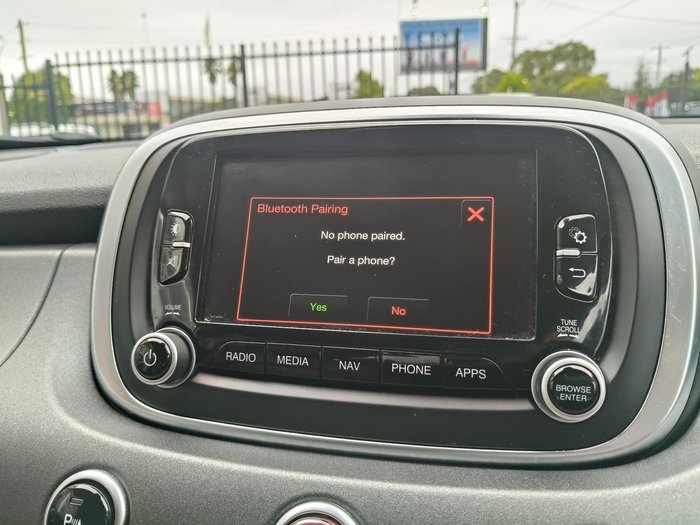 Bluetooth Pairing
No phone paired.
Pair a phone?
Yes
No
VOLUME
TUNE
SCROLL
RADIO
MEDIA
NAV
PHONE
APPS
BROWSE
ENTER
P